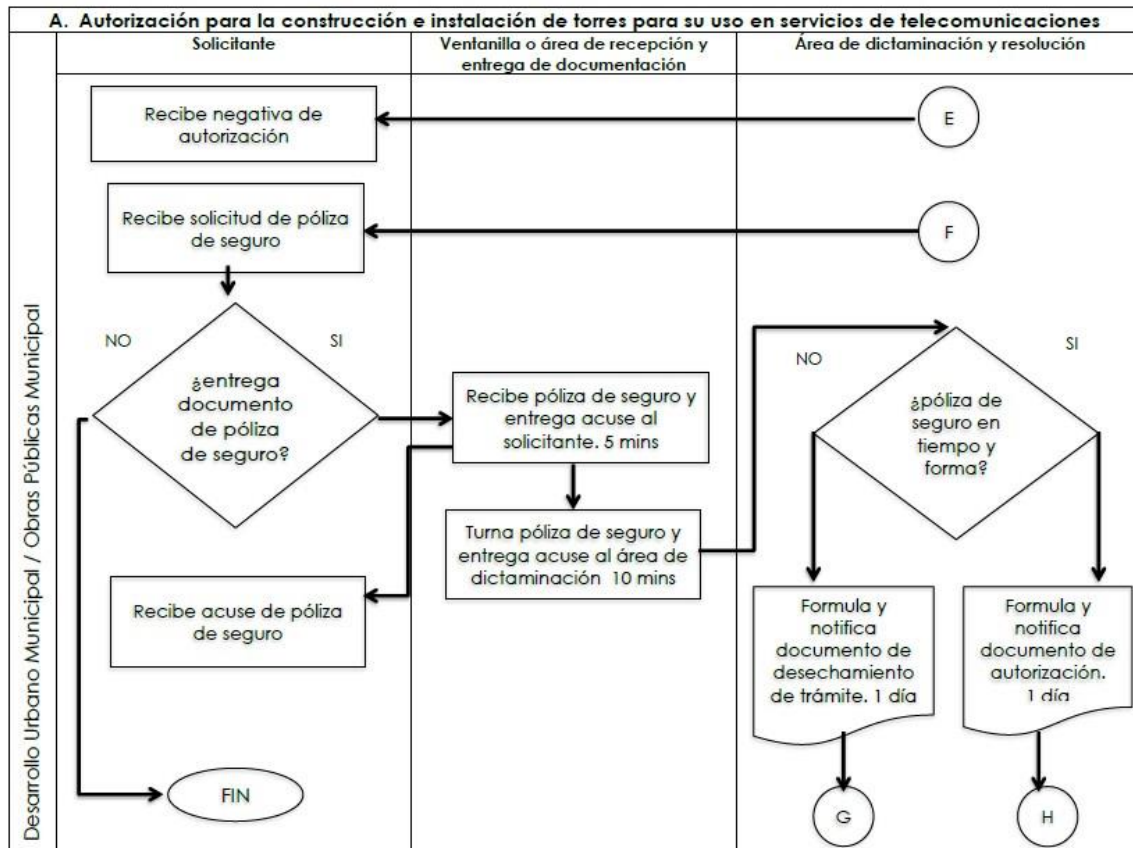 A. Autorización para la construcción e instalación de torres para su uso en servicios de telecomunicaciones
Solicitante
Ventanilla o área de recepción y
entrega de documentación
Área de dictaminación y resolución
Desarrollo Urbano Municipal / Obras Públicas Municipal
Recibe negativa de
autorización
E
Recibe solicitud de póliza
de seguro
F
NO
SI
¿entrega
documento
de póliza
de seguro?
Recibe póliza de seguro y
entrega acuse al
solicitante. 5 mins
NO
SI
¿póliza de
seguro en
tiempo y
forma?
Turna póliza de seguro y
entrega acuse al área de
dictaminación 10 mins
Recibe acuse de póliza
de seguro
Formula y
notifica
documento de
desechamiento
de trámite. 1 día
Formula y
notifica
documento de
autorización.
1 día
FIN
G
H